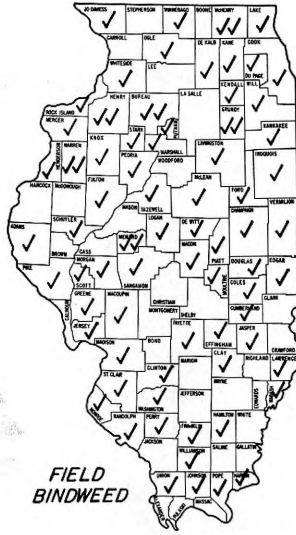 JO DAVIESS STEPHENSON WINNEBAGO BOONE McHENRY LAKE
CARROLL OGLE DE KALB KANE COOK
WHITESIDE LEE DU PAGE
KENDALL WILL
ROCK ISLAND HENRY BUREAU LA SALLE GRUNDY
MERCER PUTNAM KANKAKEE
STARK
HENDERSON WARREN KNOX MARSHALL LIVINGSTON IROQUOIS
PEORIA WOODFORD
HANCOCK McDONOUGH FULTON McLEAN FORD
MASON TAZEWELL
SCHUYLER LOGAN DE WITT CHAMPAIGN VERMILION
ADAMS MENARD MACON PIATT
BROWN CASS
PIKE MORGAN DOUGLAS EDGAR
SCOTT SANGAMON MOULTRIE COLES
GREENE MACOUPIN CHRISTIAN CLARK
CALHOUN MONTGOMERY SHELBY CUMBERLAND
JERSEY FAYETTE JASPER
MADISON BOND EFFINGHAM CRAWFORD
MARION CLAY RICHLAND LAWRENCE
ST. CLAIR CLINTON
WASHINGTON JEFFERSON WAYNE EDWARDS WABASH
MONROE RANDOLPH PERRY HAMILTON WHITE
JACKSON FRANKLIN
WILLIAMSON SALINE GALLATIN
UNION JOHNSON POPE HARDIN
ALEXANDER PULASKI MASSAC
FIELD
BINDWEED